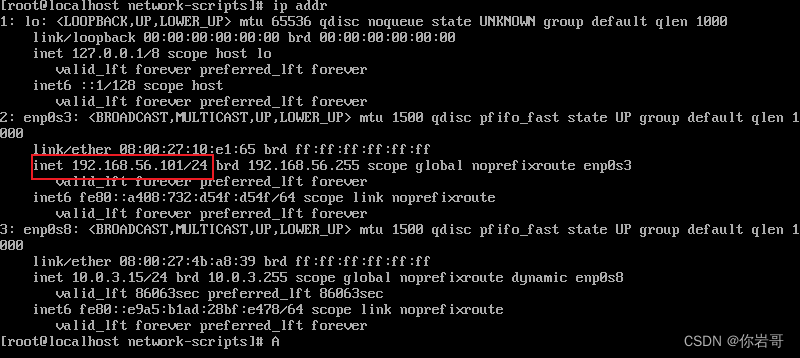 [root@localhost network-scripts]# ip addr
1: lo: <LOOPBACK,UP,LOWER_UP> mtu 65536 qdisc noqueue state UNKNOWN group default qlen 1000
link/loopback 00:00:00:00:00:00 brd 00:00:00:00:00:00
inet 127.0.0.1/8 scope host lo
valid_lft forever preferred_lft forever
inet6 ::1/128 scope host
valid_lft forever preferred_lft forever
2: enp0s3: <BROADCAST,MULTICAST,UP,LOWER_UP> mtu 1500 qdisc pfifo_fast state UP group default qlen 1
000
link/ether 08:00:27:10:e1:65 brd ff:ff:ff:ff:ff:ff
inet 192.168.56.101/24 brd 192.168.56.255 scope global noprefixroute enp0s3
valid_lft forever preferred_lft forever
inet6 fe80::a408:732:d54f:d54f/64 scope link noprefixroute
valid_lft forever preferred_lft forever
3: enp0s8: <BROADCAST,MULTICAST,UP,LOWER_UP> mtu 1500 qdisc pfifo_fast state UP group default qlen 1
000
link/ether 08:00:27:4b:a8:39 brd ff:ff:ff:ff:ff:ff
inet 10.0.3.15/24 brd 10.0.3.255 scope global noprefixroute dynamic enp0s8
valid_lft 86063sec preferred_lft 86063sec
inet6 fe80::e9a5:b1ad:28bf:e478/64 scope link noprefixroute
valid_lft forever preferred_lft forever
[root@localhost network-scripts]# A
CSDN @你岩哥